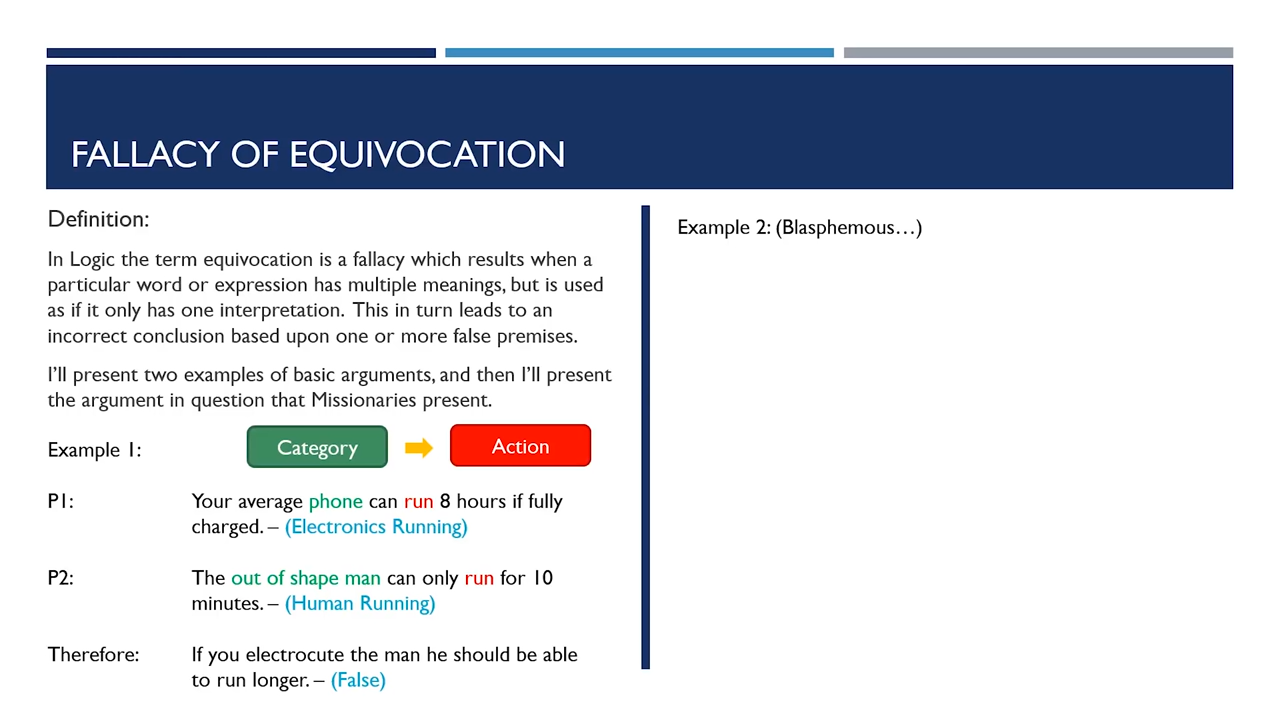 FALLACY OF EQUIVOCATION
Definition:
In Logic the term equivocation is a fallacy which results when a
particular word or expression has multiple meanings, but is used
as if it only has one interpretation. This in turn leads to an
incorrect conclusion based upon one or more false premises.
I'll present two examples of basic arguments, and then I'll present
the argument in question that Missionaries present.
Example 1:
Category
Action
P1:
Your average phone can run 8 hours if fully
charged. – (Electronics Running)
P2:
The out of shape man can only run for 10
minutes. – (Human Running)
Therefore:
If you electrocute the man he should be able
to run longer. – (False)
Example 2: (Blasphemous…)